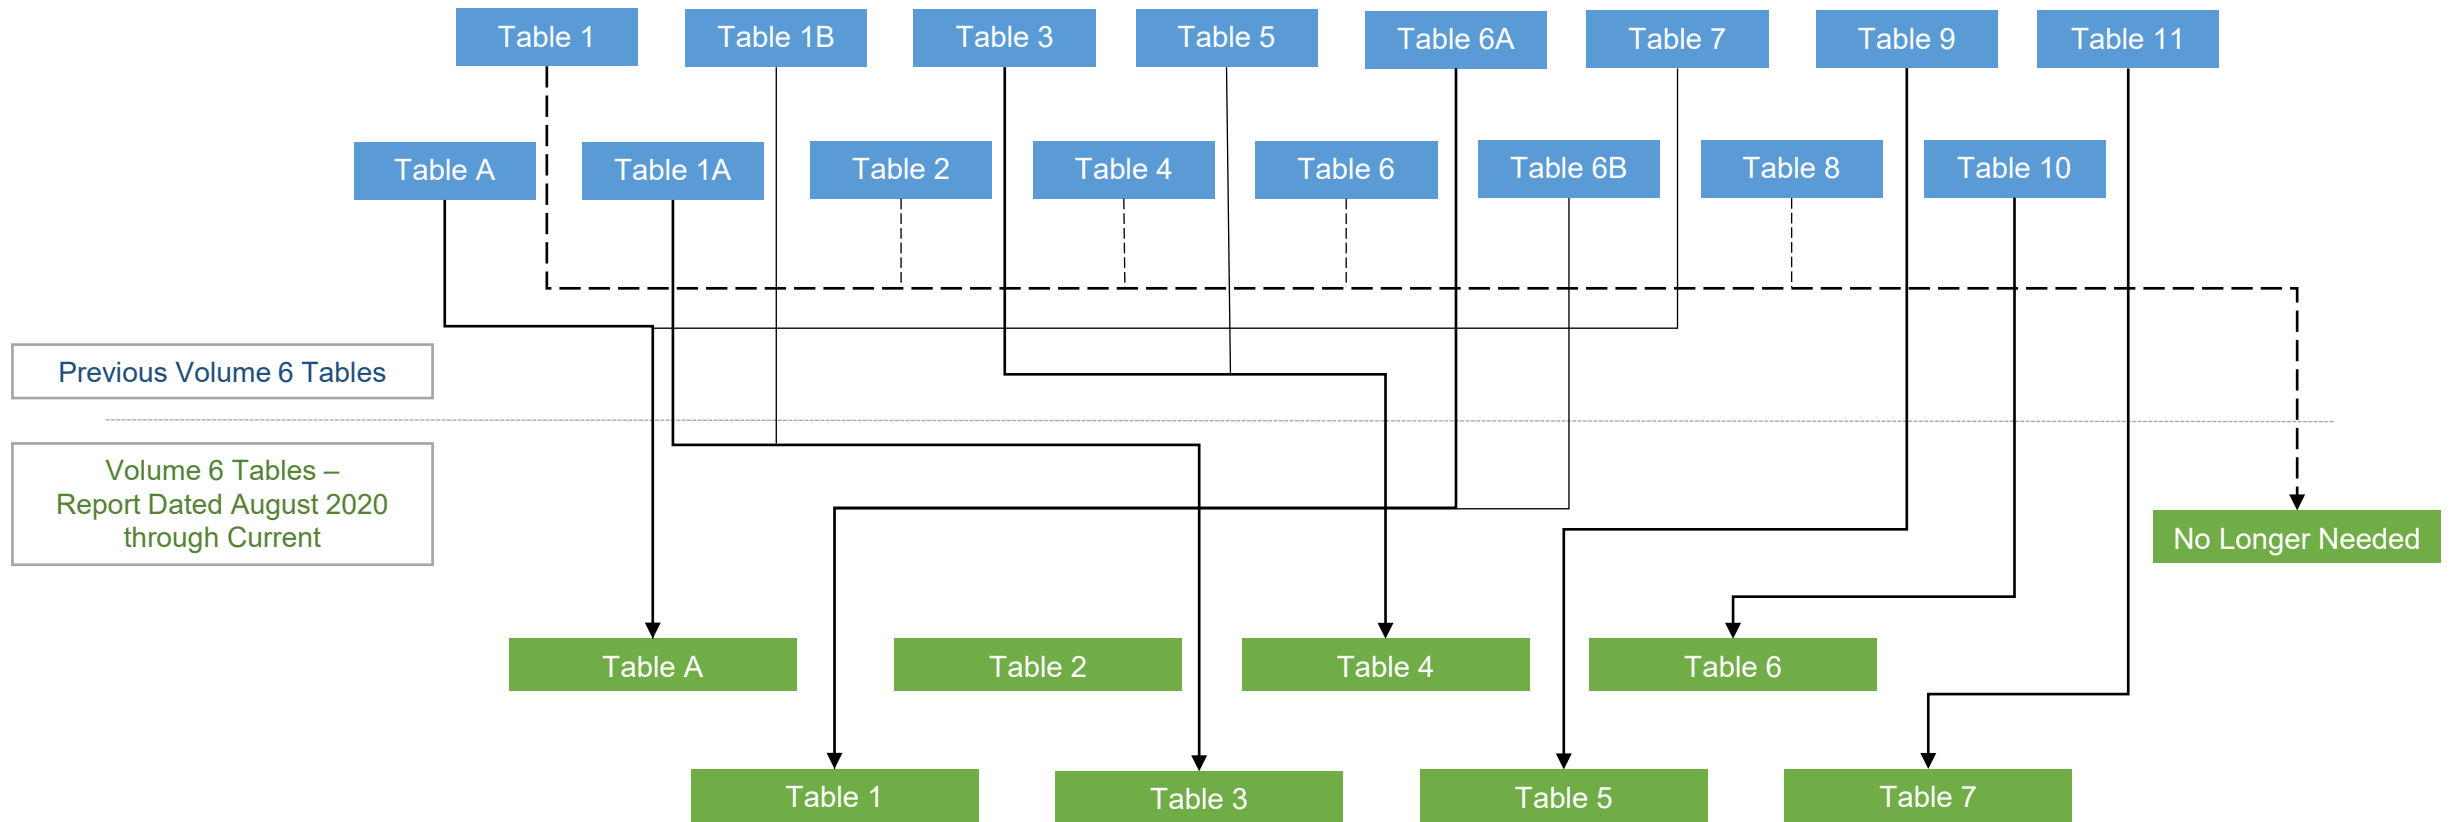 Table 1
Table 1B
Table 3
Table 5
Table 6A
Table 7
Table 9
Table 11
Table A
Table 1A
Table 2
Table 4
Table 6
Table 6B
Table 8
Table 10
Previous Volume 6 Tables
Volume 6 Tables –
Report Dated August 2020
through Current
No Longer Needed
Table A
Table 2
Table 4
Table 6
Table 1
Table 3
Table 5
Table 7